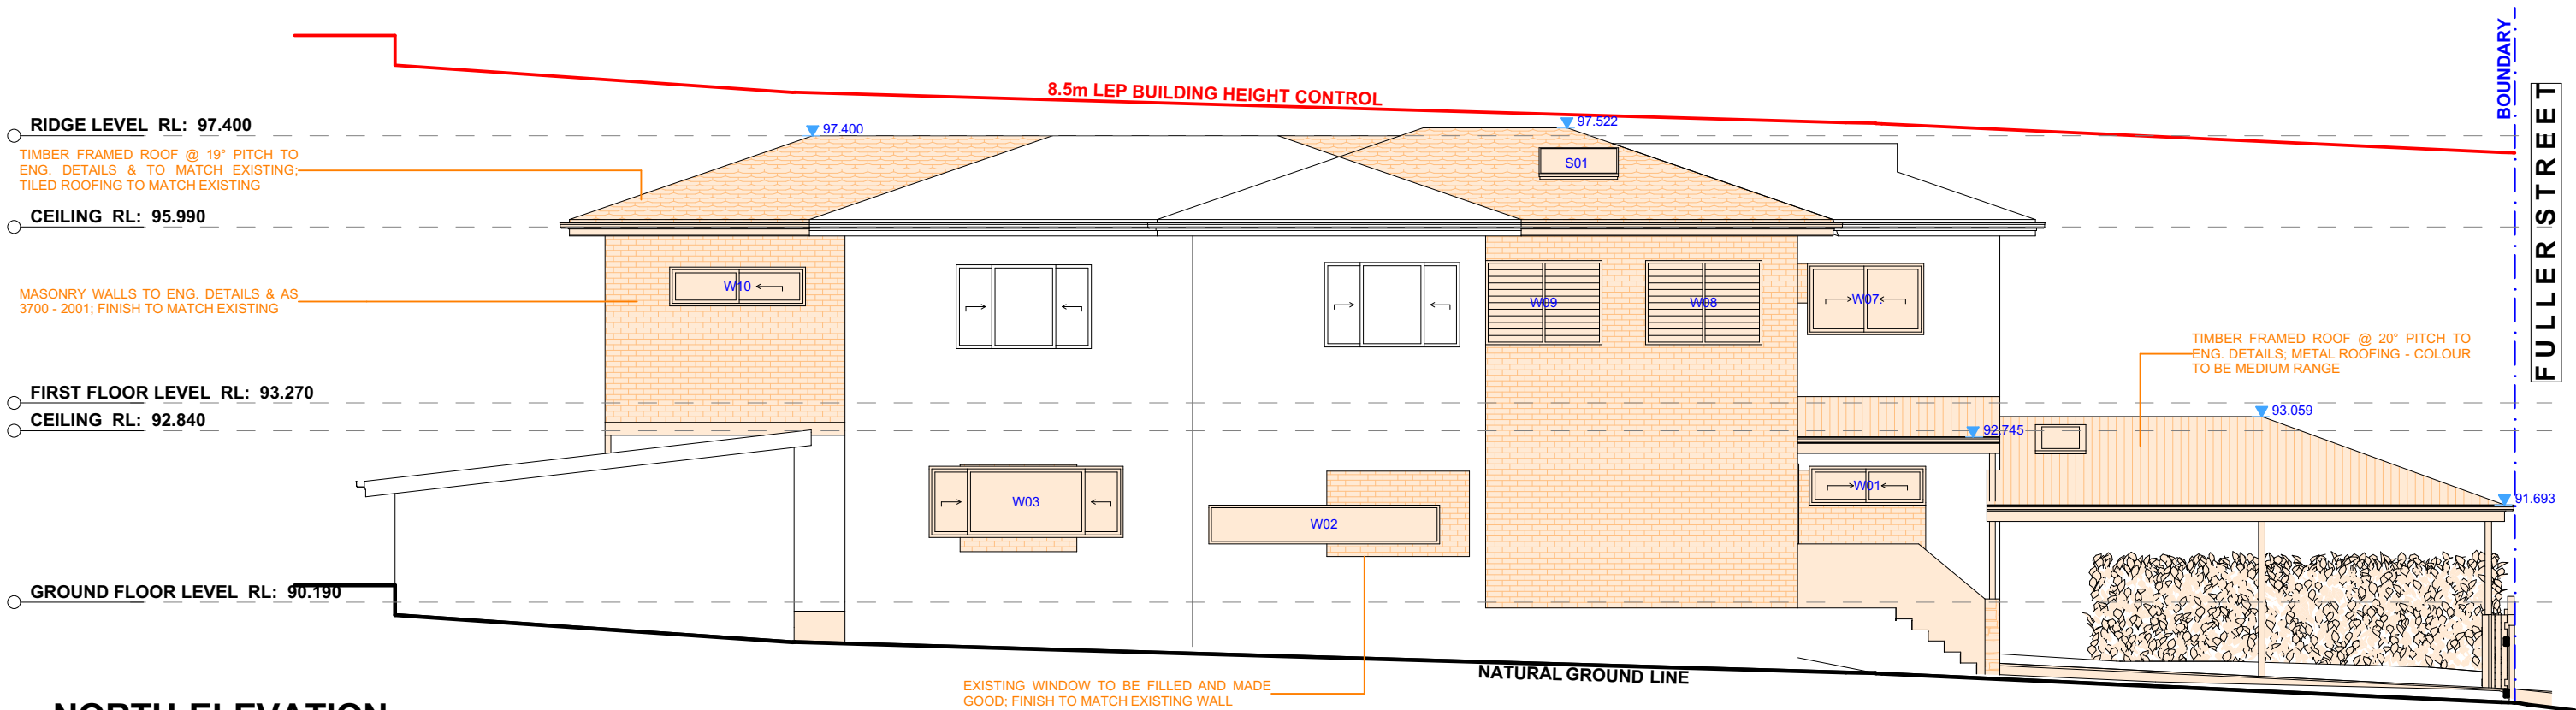 8.5m LEP BUILDING HEIGHT CONTROL
BOUNDARY
FULLER STREET
RIDGE LEVEL RL: 97.400
97.400
97.522
TIMBER FRAMED ROOF @ 19° PITCH TO
ENG. DETAILS & TO MATCH EXISTING;
TILED ROOFING TO MATCH EXISTING
S01
CEILING RL: 95.990
MASONRY WALLS TO ENG. DETAILS & AS
3700 - 2001; FINISH TO MATCH EXISTING
W10
W09
W08
W07
TIMBER FRAMED ROOF @ 20° PITCH TO
ENG. DETAILS; METAL ROOFING - COLOUR
TO BE MEDIUM RANGE
FIRST FLOOR LEVEL RL: 93.270
CEILING RL: 92.840
93.059
92.745
W03
W02
W01
91.693
GROUND FLOOR LEVEL RL: 90.190
NATURAL GROUND LINE
EXISTING WINDOW TO BE FILLED AND MADE
GOOD; FINISH TO MATCH EXISTING WALL
NORTH ELEVATION